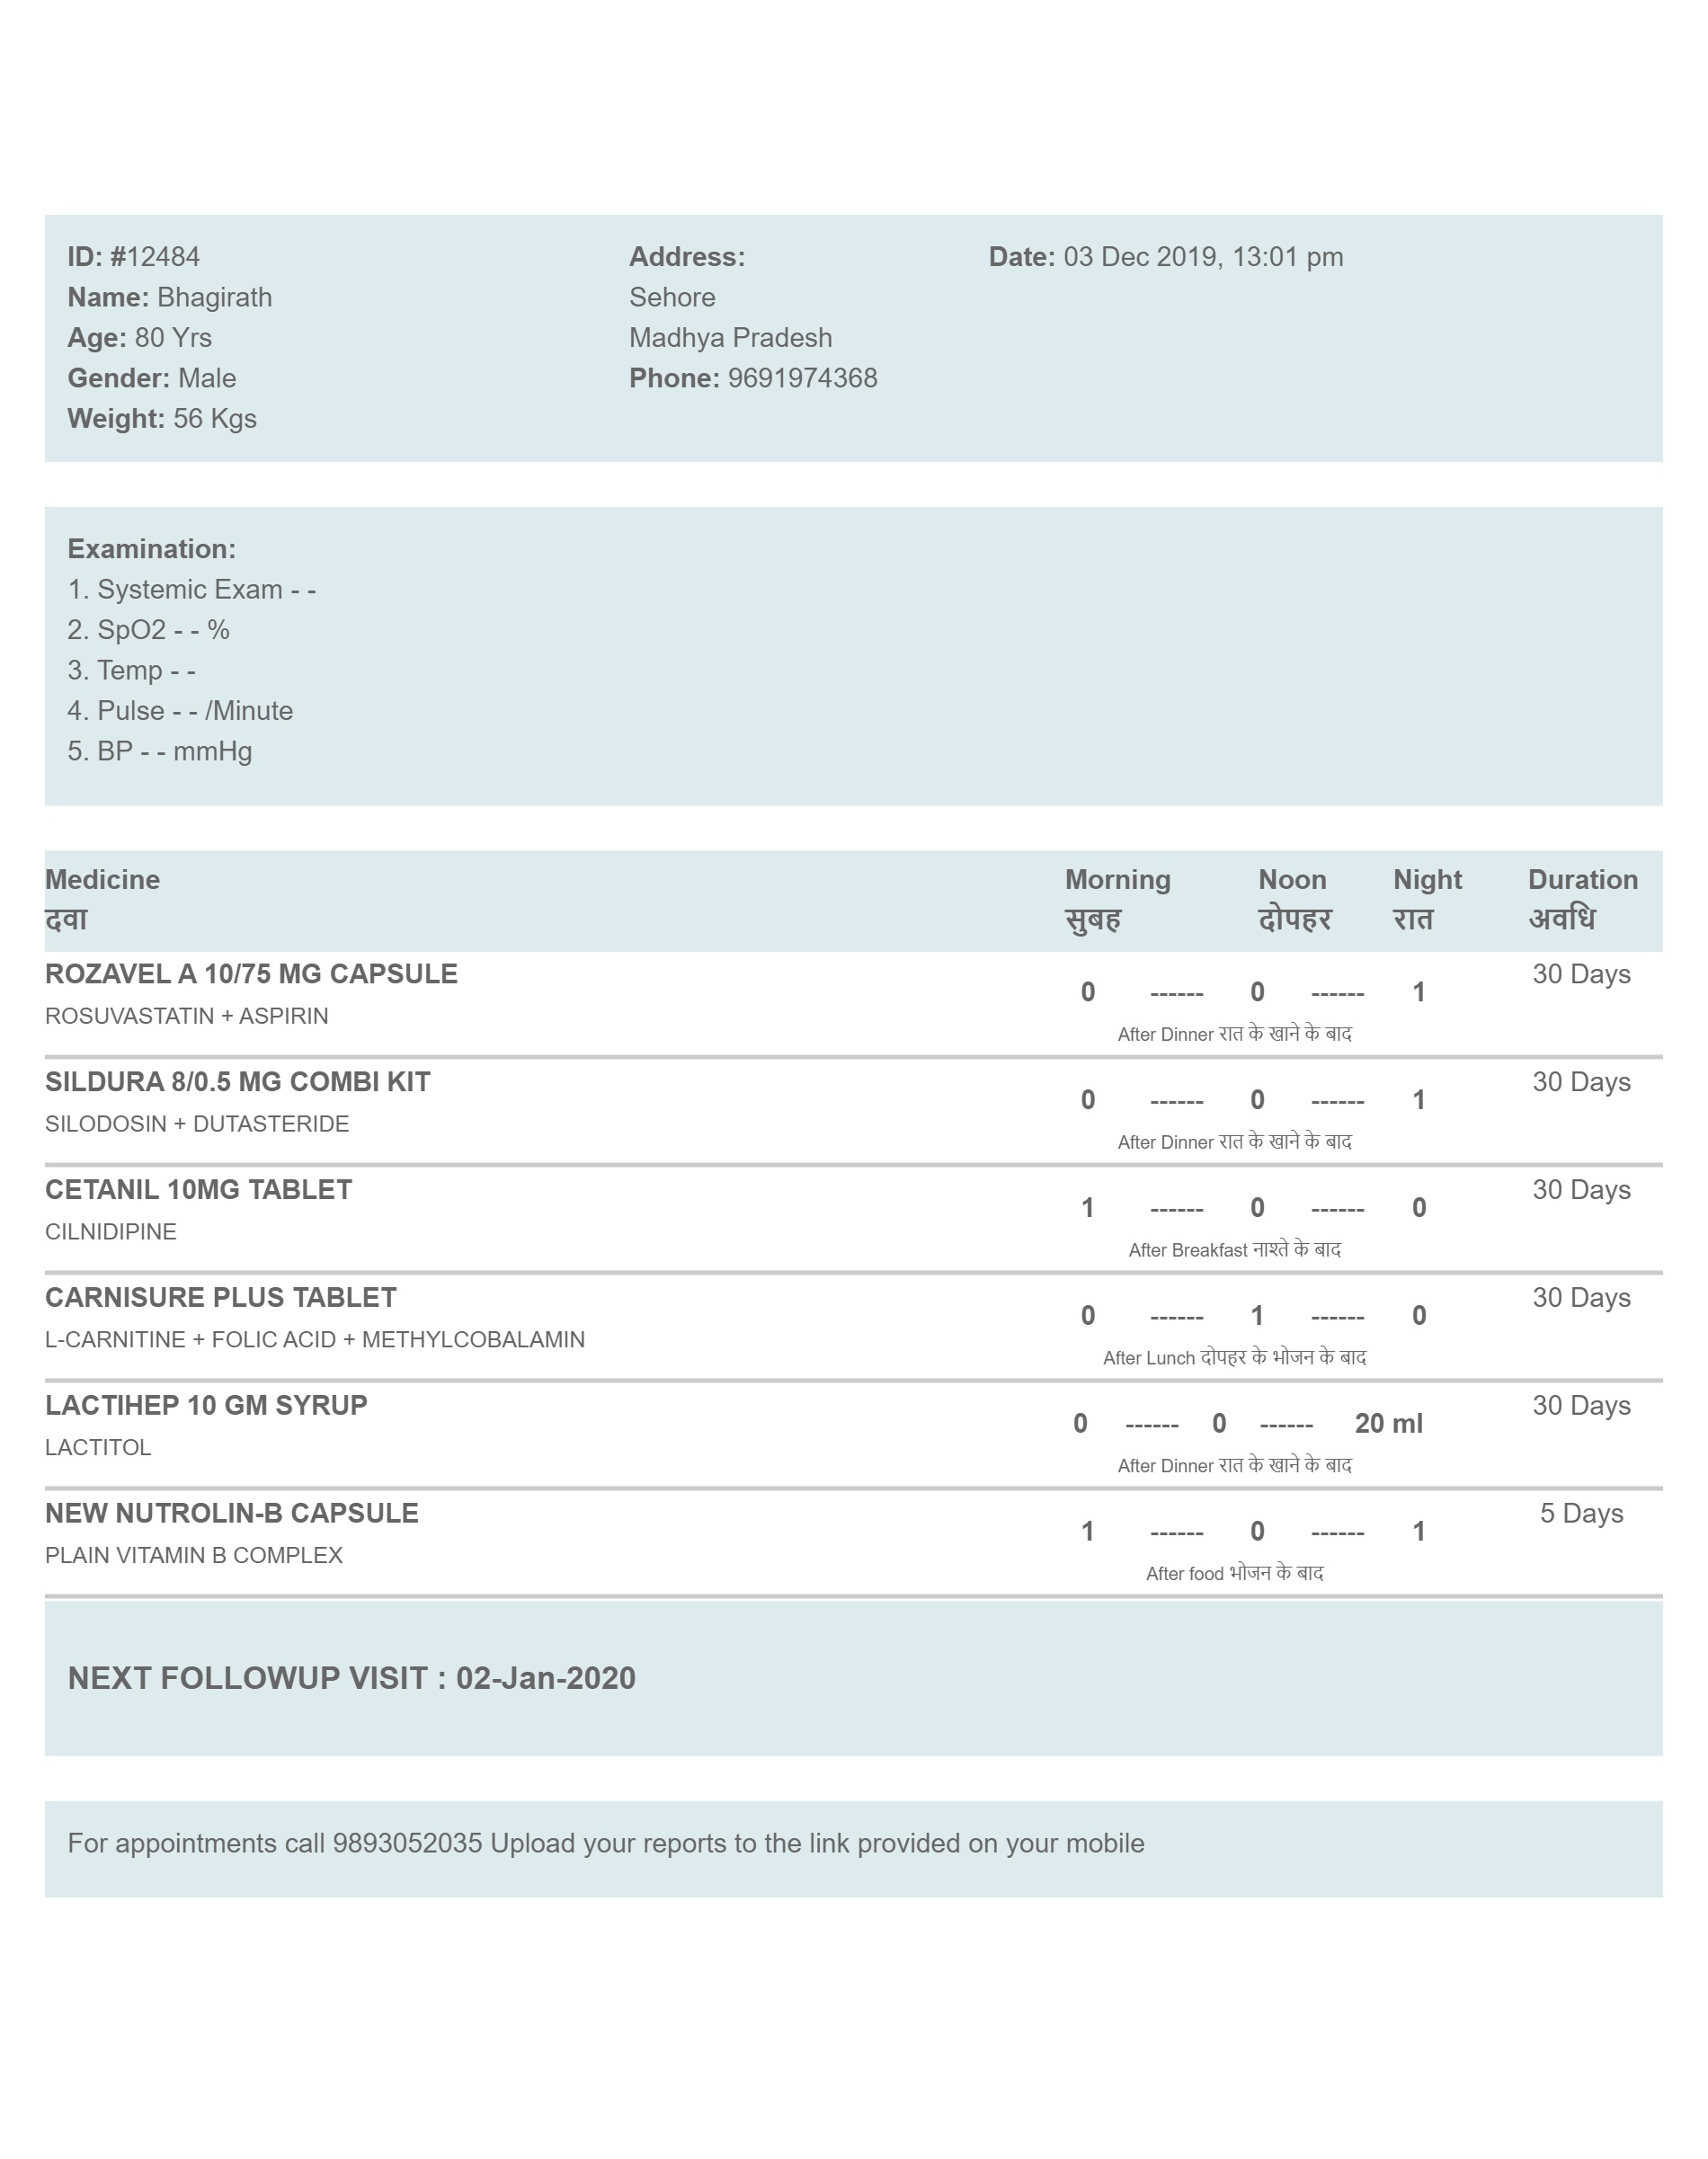 ID: #12484 Address: Date: 03 Dec 2019, 13:01 pm
Name: Bhagirath Sehore
Age: 80 Yrs Madhya Pradesh
Gender: Male Phone: 9691974368
Weight: 56 Kgs
Examination:
1. Systemic Exam - -
2. SpO2 - - %
3. Temp - -
4. Pulse - - /Minute
5. BP - - mmHg
Medicine Morning Noon Night Duration
दवा सुबह दोपहर रात अवधि
ROZAVEL A 10/75 MG CAPSULE 30 Days
0 ------ 0 ------ 1
ROSUVASTATIN + ASPIRIN
After Dinner रात के खाने के बाद
SILDURA 8/0.5 MG COMBI KIT 30 Days
0 ------ 0 ------ 1
SILODOSIN + DUTASTERIDE
After Dinner रात के खाने के बाद
CETANIL 10MG TABLET 30 Days
1 ------ 0 ------ 0
CILNIDIPINE
After Breakfast नाश्ते के बाद
CARNISURE PLUS TABLET 30 Days
0 ------ 1 ------ 0
L-CARNITINE + FOLIC ACID + METHYLCOBALAMIN
After Lunch दोपहर के भोजन के बाद
LACTIHEP 10 GM SYRUP 30 Days
0 ------ 0 ------ 20 ml
LACTITOL
After Dinner रात के खाने के बाद
NEW NUTROLIN-B CAPSULE 5 Days
1 ------ 0 ------ 1
PLAIN VITAMIN B COMPLEX
After food भोजन के बाद
NEXT FOLLOWUP VISIT : 02-Jan-2020
For appointments call 9893052035 Upload your reports to the link provided on your mobile